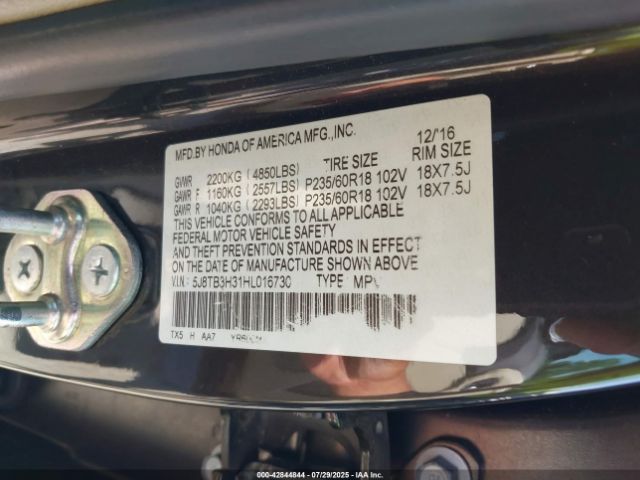 MFD.BY HONDA OF AMERICA MFG.,INC. 12/'16
GVWR 2200KG ( 4850LBS) TIRE SIZE RIM SIZE
GAWR F 1160KG ( 2557LBS) P235/60R18 102V 18X7.5J
GAWR R 1040KG ( 2293LBS) P235/60R18 102V 18X7.5J
THIS VEHICLE CONFORMS TO ALL APPLICABLE
FEDERAL MOTOR VEHICLE SAFETY
AND THEFT PREVENTION STANDARDS IN EFFECT
ON THE DATE OF MANUFACTURE SHOWN ABOVE
V.I.N: 5J8TB3H31HL016730 TYPE MPV
TX5 H AA7
000-42844844 | 07/29/2025 | IAAI.COM